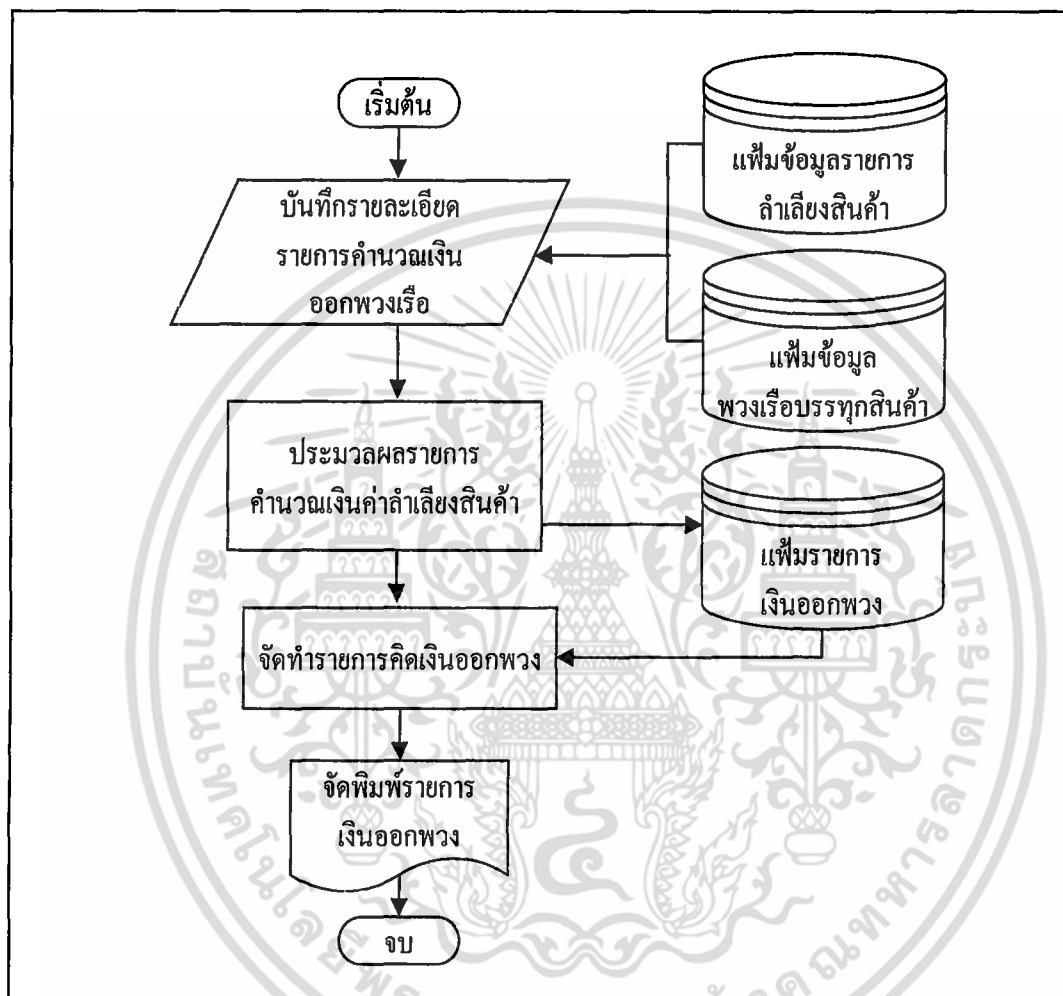 เริ่มต้น
บันทึกรายละเอียด
รายการคำนวณเงิน
ออกพวงเรือ
แฟ้มข้อมูลรายการ
ลำเลียงสินค้า
แฟ้มข้อมูล
พวงเรือบรรทุกสินค้า
ประมวลผลรายการ
คำนวณเงินค่าลำเลียงสินค้า
แฟ้มรายการ
เงินออกพวง
จัดทำรายการคิดเงินออกพวง
จัดพิมพ์รายการ
เงินออกพวง
จบ